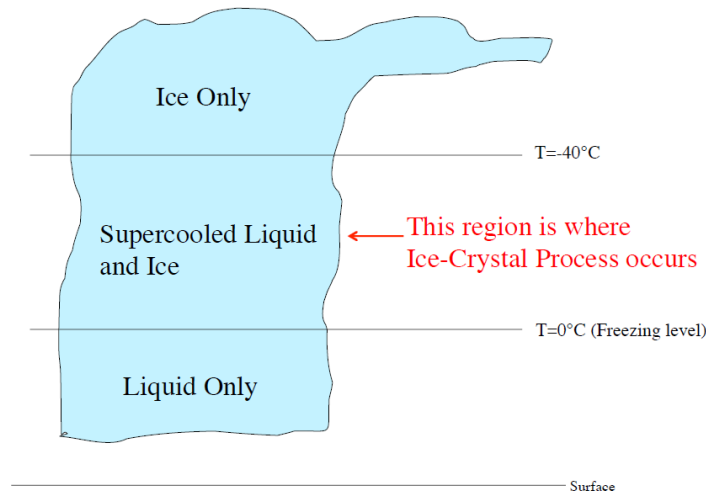 Ice Only
T=-40°C
Supercooled Liquid
and Ice
This region is where
Ice-Crystal Process occurs
T=0°C (Freezing level)
Liquid Only
Surface